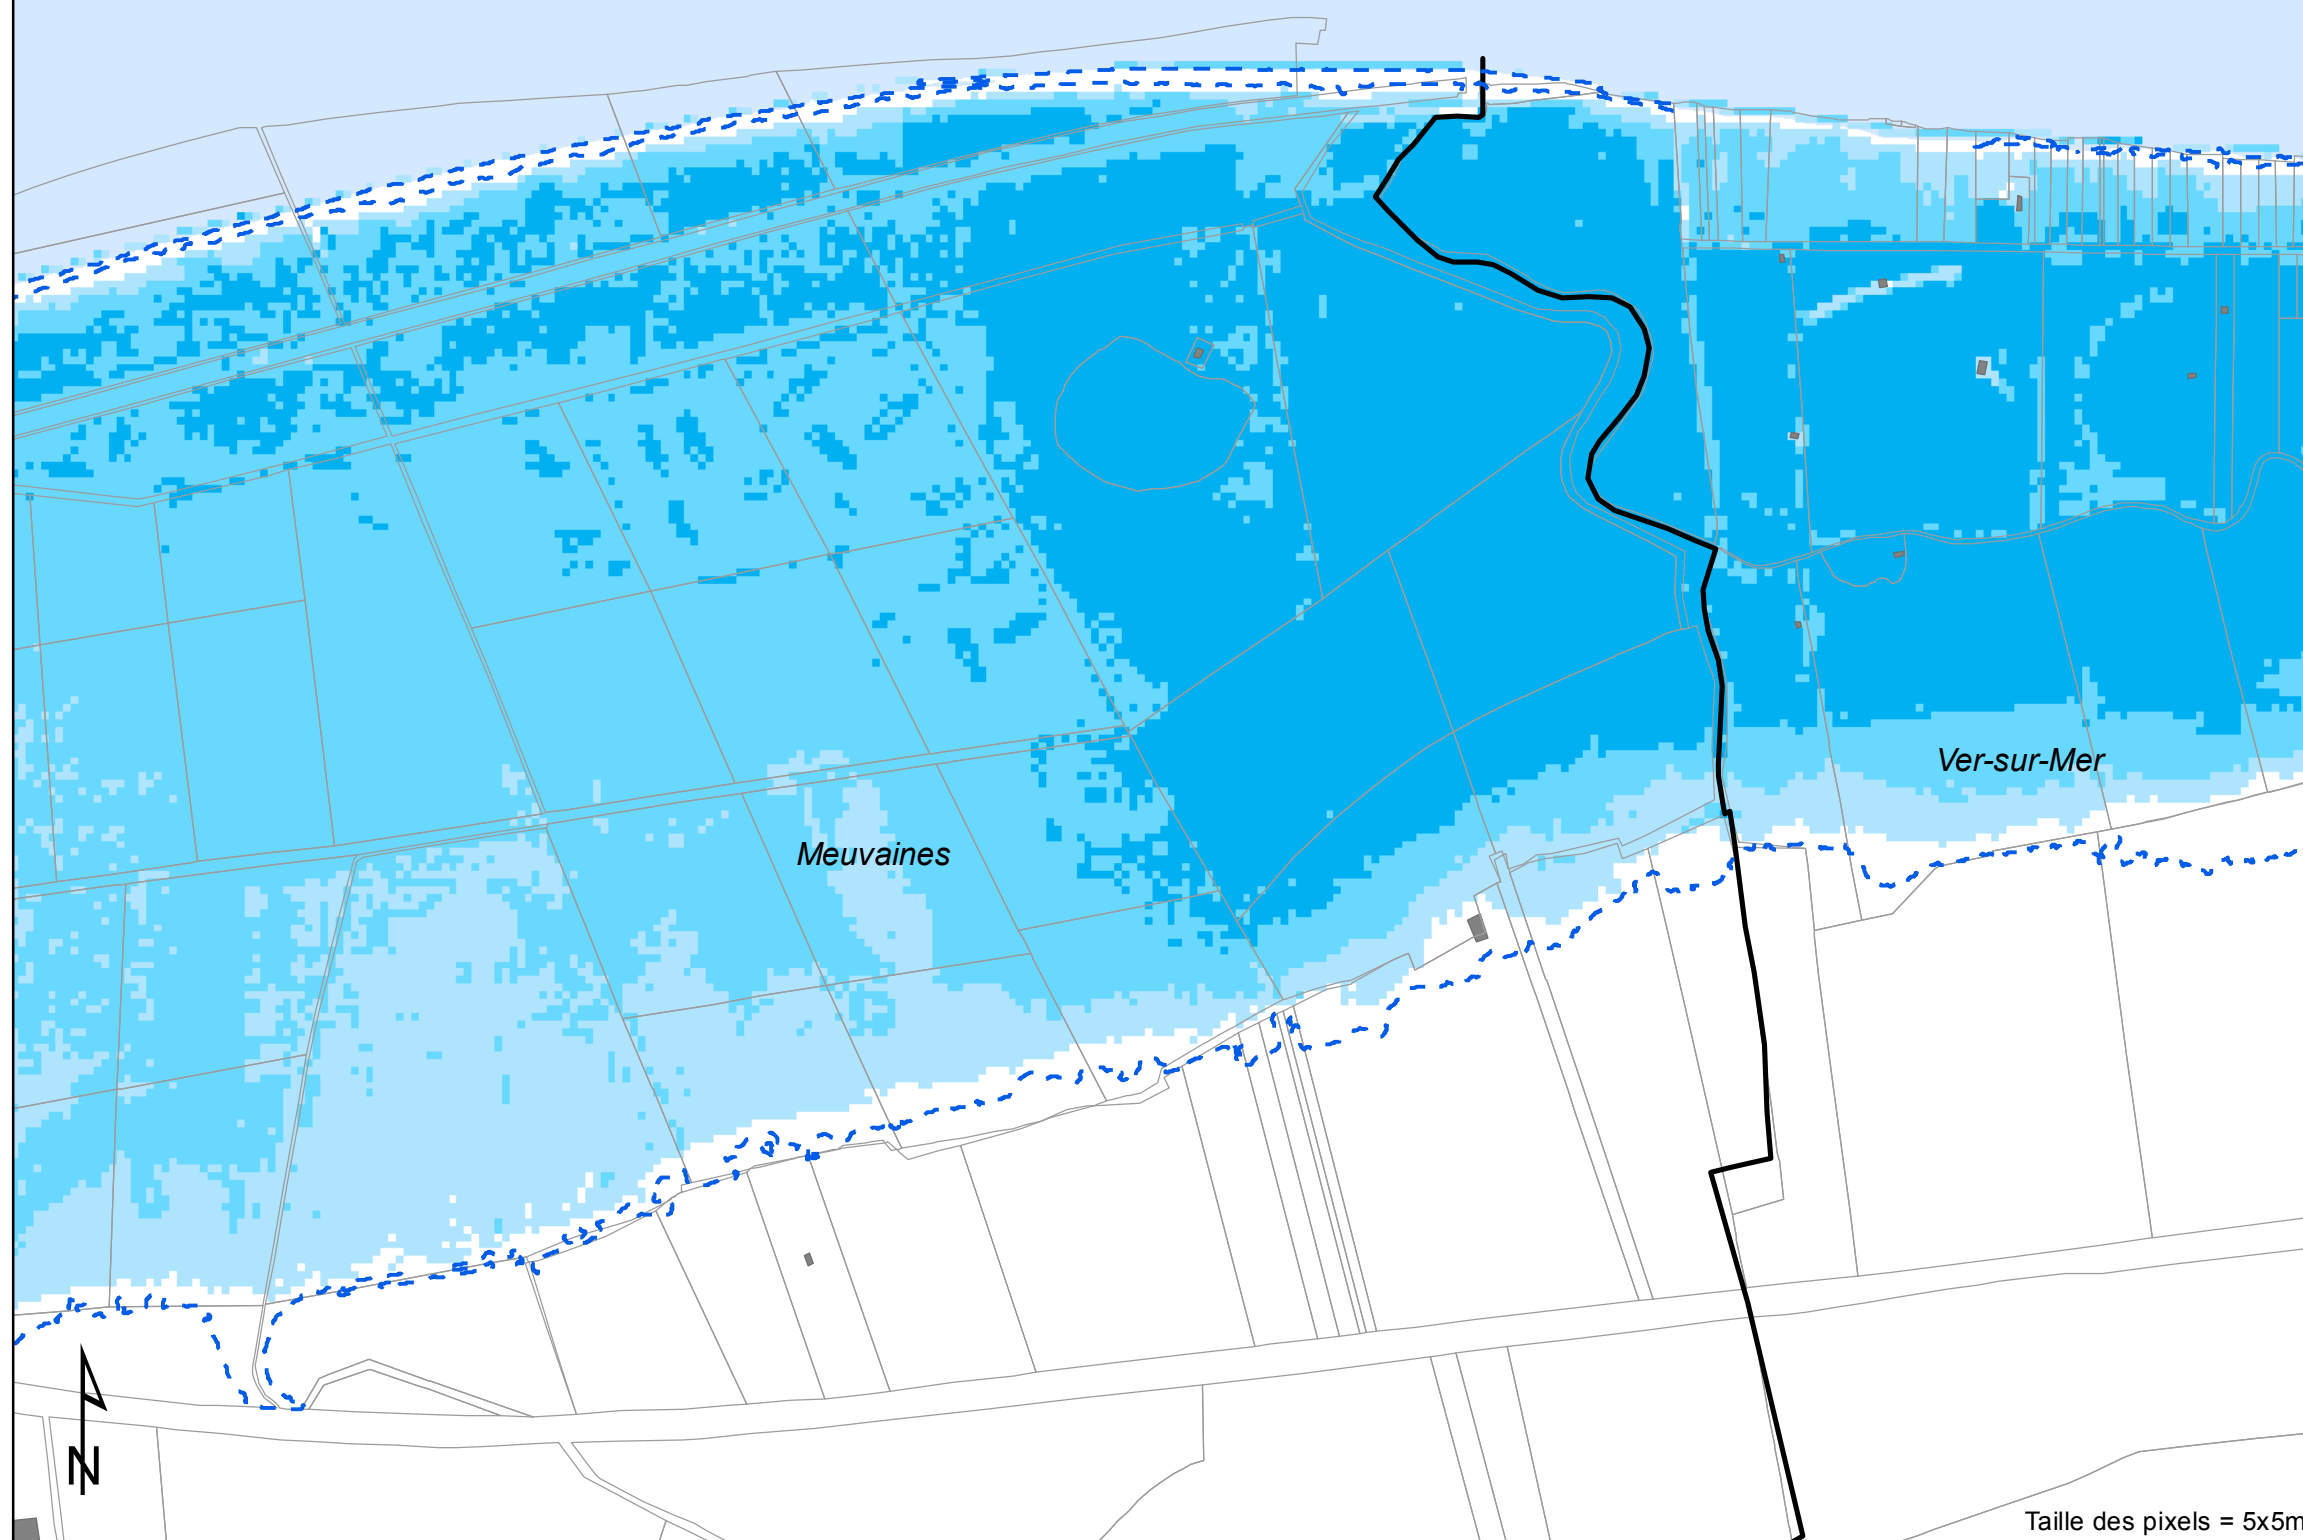 Ver-sur-Mer
Meuvaines
N
Taille des pixels = 5x5m